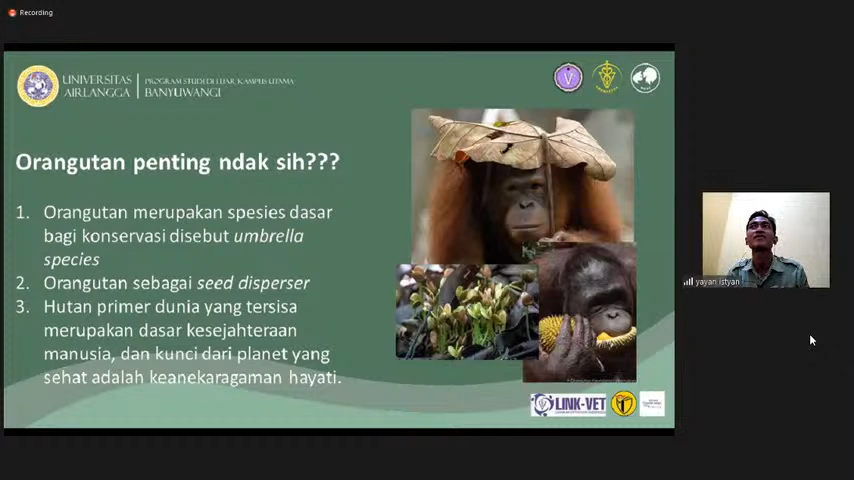 Recording
UNIVERSITAS
AIRLANGGA
PROGRAM STUDI DI LUAR KAMPUS UTAMA
BANYUWANGI
Orangutan penting ndak sih???
1. Orangutan merupakan spesies dasar
bagi konservasi disebut umbrella
species
2. Orangutan sebagai seed disperser
3. Hutan primer dunia yang tersisa
merupakan dasar kesejahteraan
manusia, dan kunci dari planet yang
sehat adalah keanekaragaman hayati.
yayan istyan
LINK-VET